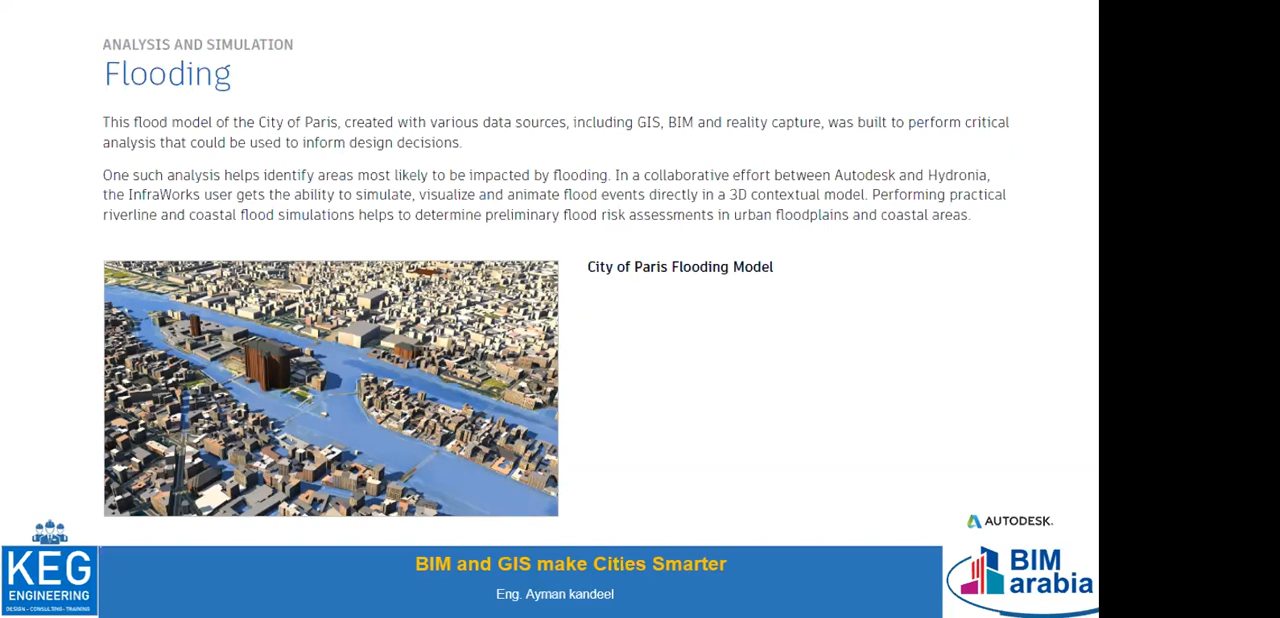 ANALYSIS AND SIMULATION
Flooding
This flood model of the City of Paris, created with various data sources, including GIS, BIM and reality capture, was built to perform critical
analysis that could be used to inform design decisions.
One such analysis helps identify areas most likely to be impacted by flooding. In a collaborative effort between Autodesk and Hydronia,
the InfraWorks user gets the ability to simulate, visualize and animate flood events directly in a 3D contextual model. Performing practical
riverline and coastal flood simulations helps to determine preliminary flood risk assessments in urban floodplains and coastal areas.
City of Paris Flooding Model
AUTODESK.
KEG
ENGINEERING
DESIGN - CONSULTING - TRAINING
BIM and GIS make Cities Smarter
Eng. Ayman kandeel
BIM
arabia